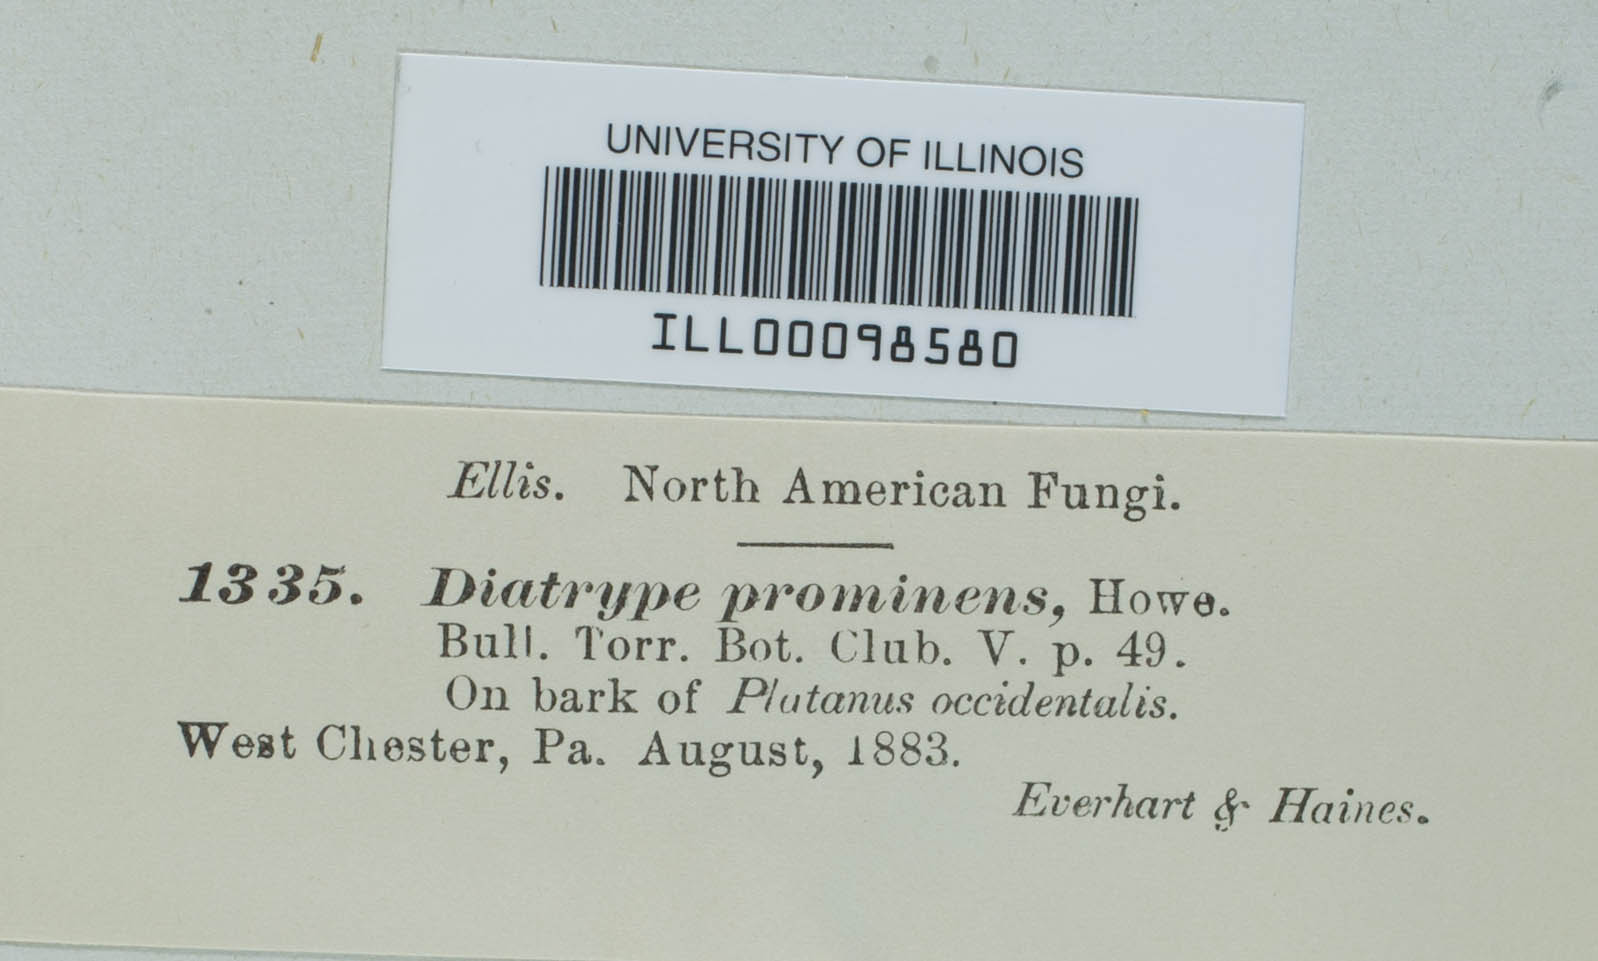 UNIVERSITY OF ILLINOIS
ILL00098580
Ellis. North American Fungi.
1335. Diatrype prominens, Howe.
Bull. Torr. Bot. Club. V. p. 49.
On bark of Platanus occidentalis.
West Chester, Pa. August, 1883.
Everhart & Haines.